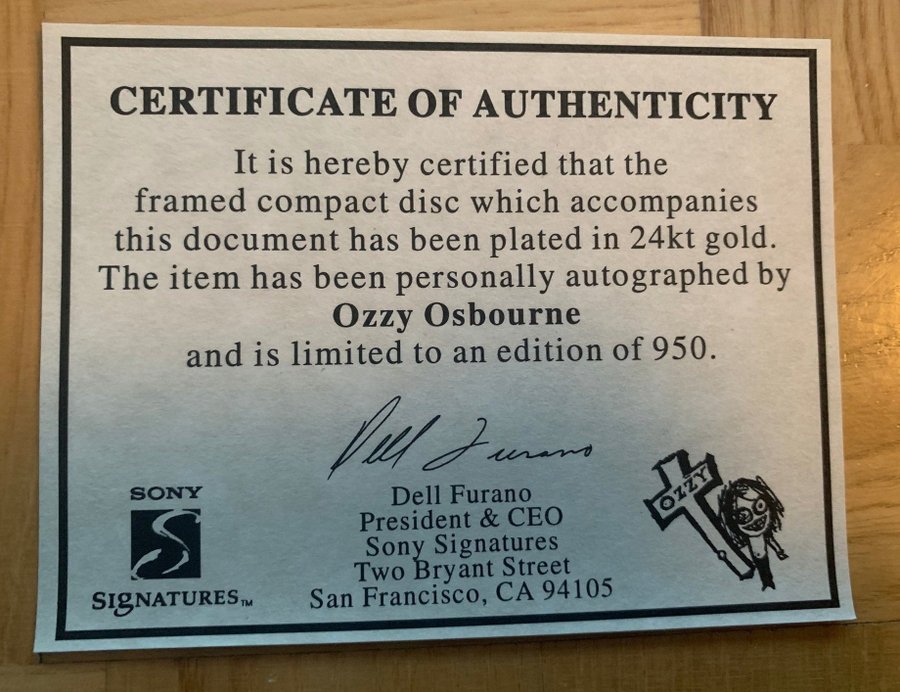 CERTIFICATE OF AUTHENTICITY
It is hereby certified that the
framed compact disc which accompanies
this document has been plated in 24kt gold.
The item has been personally autographed by
Ozzy Osbourne
and is limited to an edition of 950.
Dell Furano
Dell Furano
President & CEO
Sony Signatures
Two Bryant Street
San Francisco, CA 94105
SONY
S
SIGNATURES™
OZZY